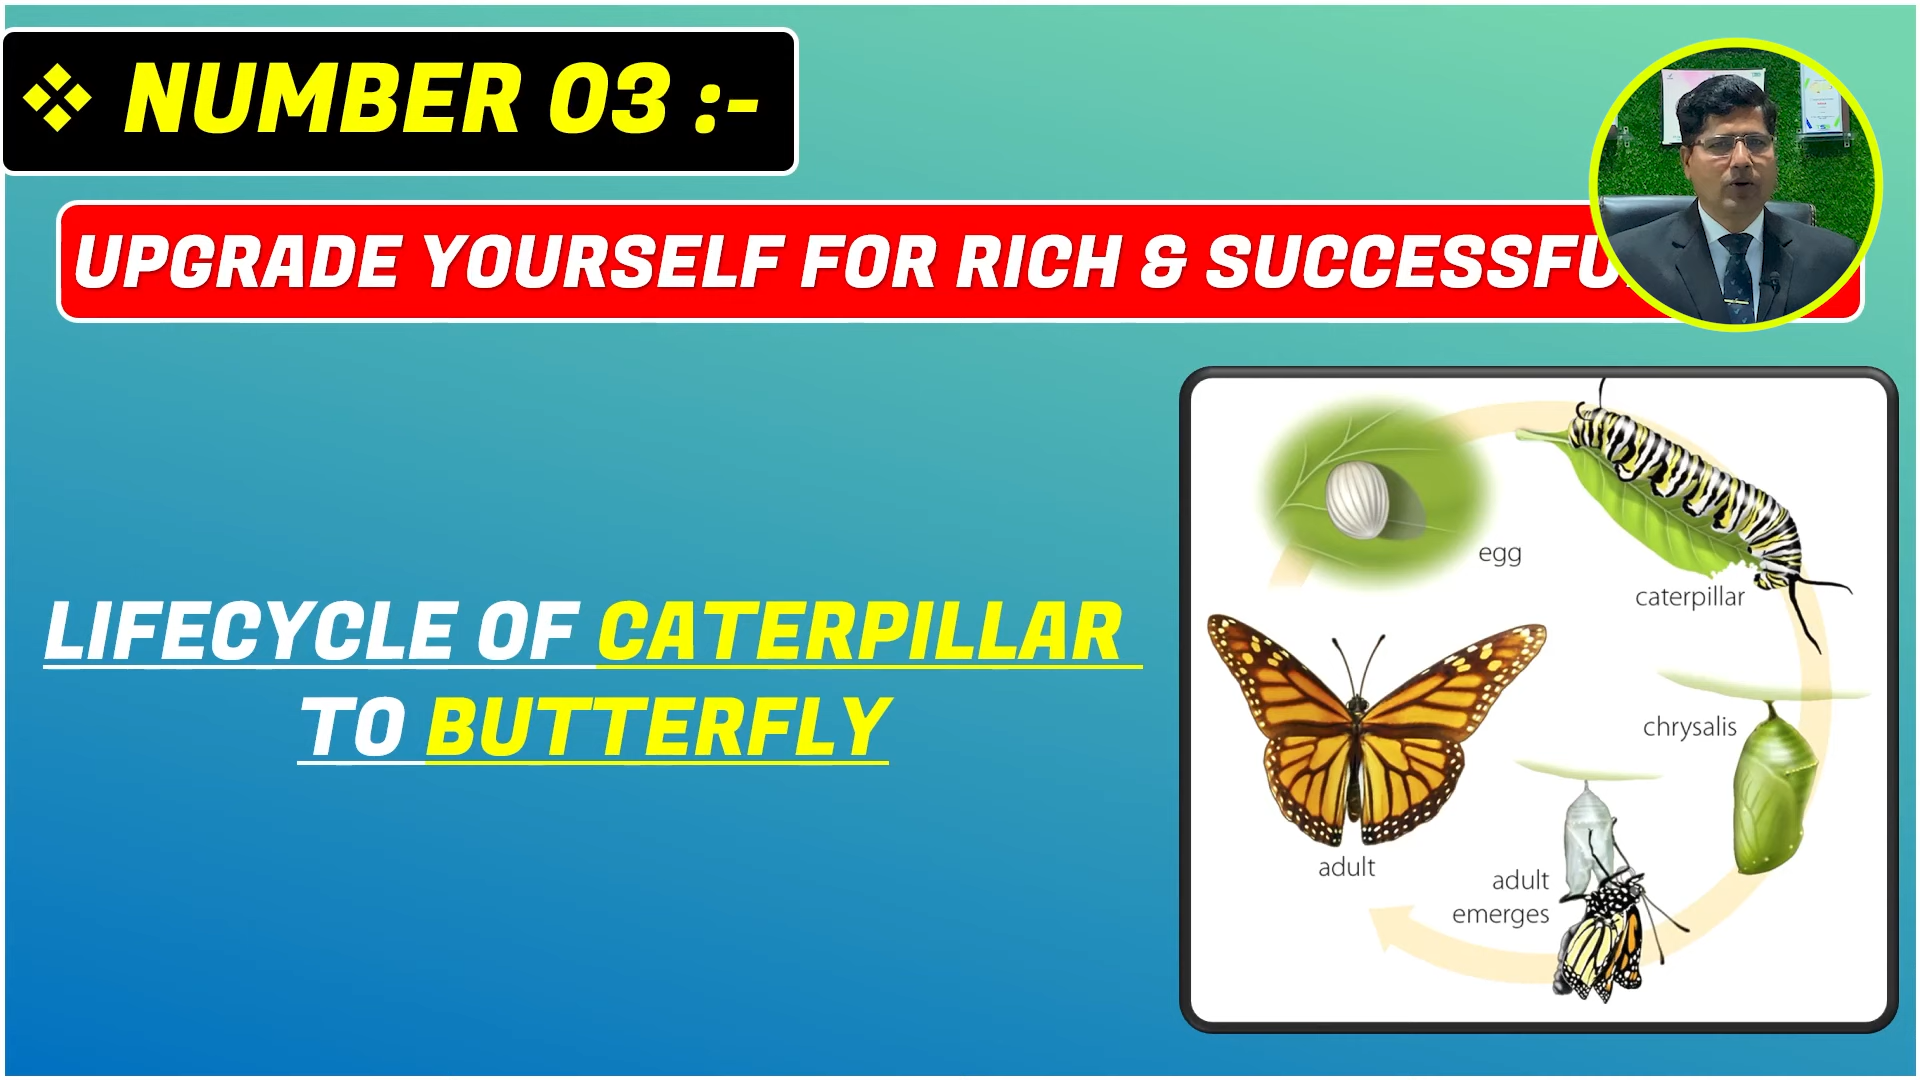 ❖ NUMBER 03 :-
UPGRADE YOURSELF FOR RICH & SUCCESSFU
LIFECYCLE OF CATERPILLAR
TO BUTTERFLY
egg
caterpillar
chrysalis
adult
adult
emerges